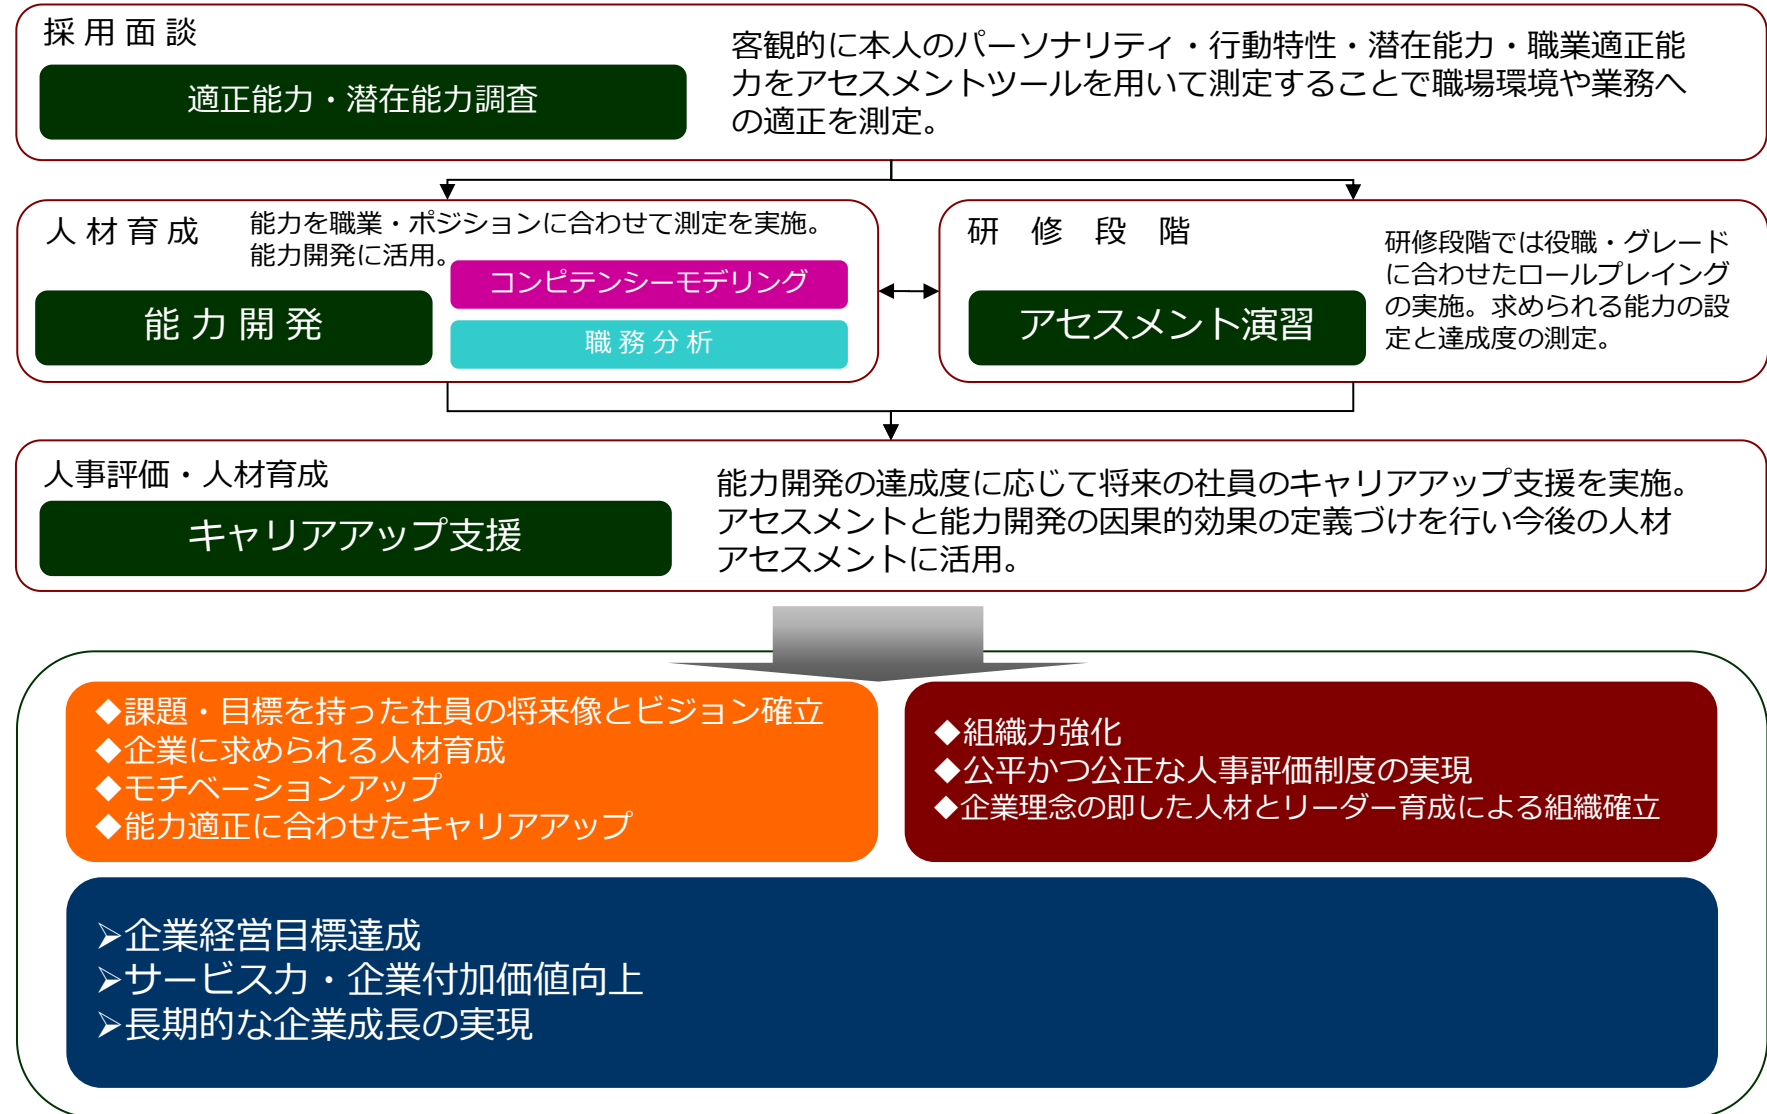 採用面談
適正能力・潜在能力調査
客観的に本人のパーソナリティ・行動特性・潜在能力・職業適正能
力をアセスメントツールを用いて測定することで職場環境や業務へ
の適正を測定。
人材育成
能力を職業・ポジションに合わせて測定を実施。
能力開発に活用。
コンピテンシーモデリング
能力開発
職務分析
研　修　段　階
アセスメント演習
研修段階では役職・グレード
に合わせたロールプレイング
の実施。求められる能力の設
定と達成度の測定。
人事評価・人材育成
キャリアアップ支援
能力開発の達成度に応じて将来の社員のキャリアアップ支援を実施。
アセスメントと能力開発の因果的効果の定義づけを行い今後の人材
アセスメントに活用。
◆課題・目標を持った社員の将来像とビジョン確立
◆企業に求められる人材育成
◆モチベーションアップ
◆能力適正に合わせたキャリアアップ
◆組織力強化
◆公平かつ公正な人事評価制度の実現
◆企業理念の即した人材とリーダー育成による組織確立
➢企業経営目標達成
➢サービス力・企業付加価値向上
➢長期的な企業成長の実現